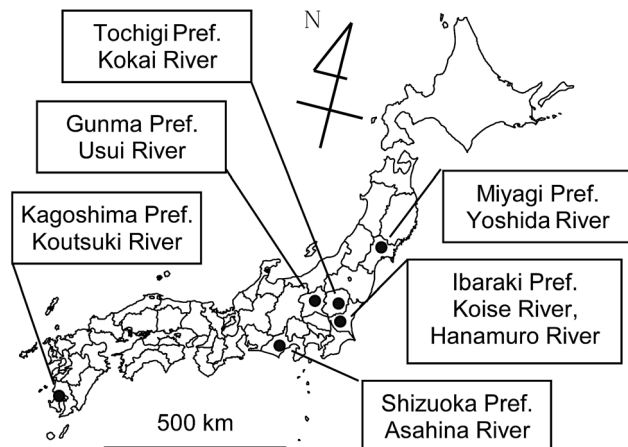 Tochigi Pref.
Kokai River
N
Gunma Pref.
Usui River
Kagoshima Pref.
Koutsuki River
Miyagi Pref.
Yoshida River
Ibaraki Pref.
Koise River,
Hanamuro River
Shizuoka Pref.
Asahina River
500 km